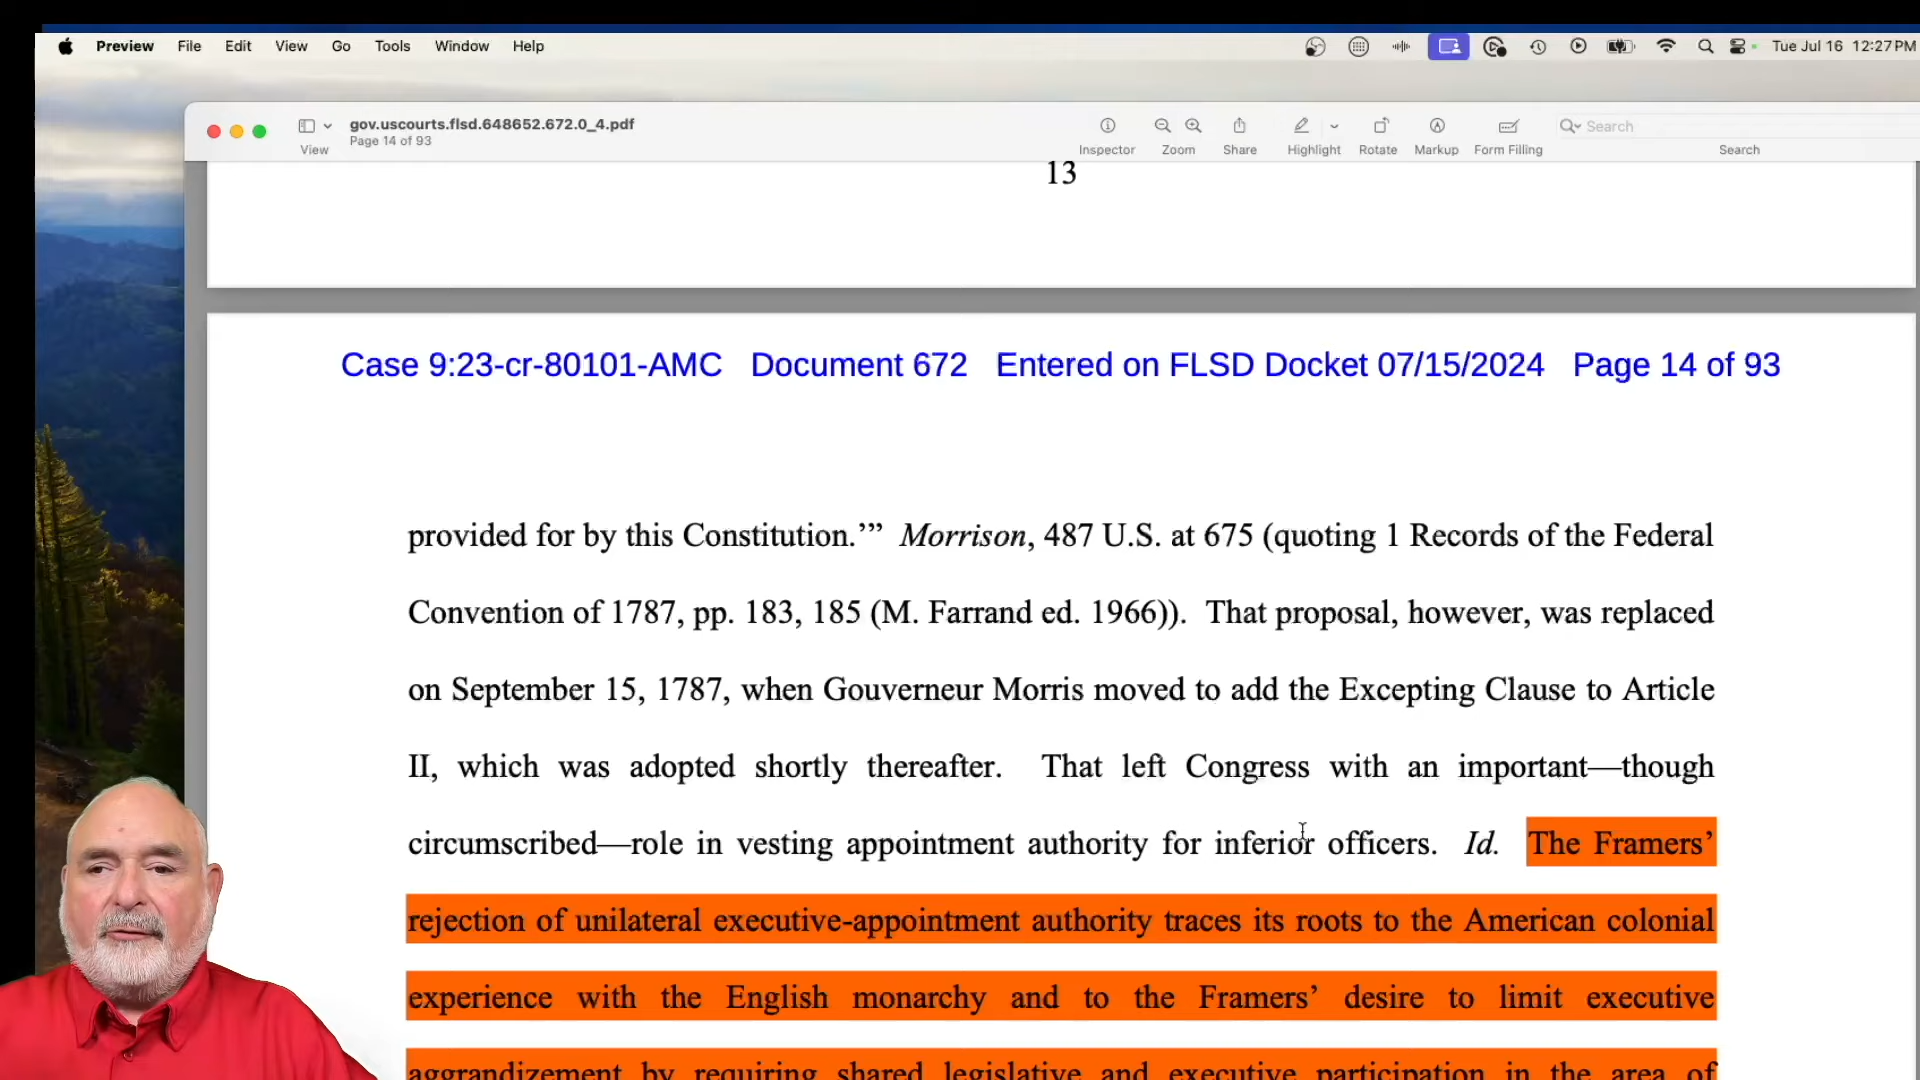 Preview File Edit View Go Tools Window Help Tue Jul 16 12:27PM
gov.uscourts.flsd.648652.672.0_4.pdf
Page 14 of 93
View Inspector Zoom Share Highlight Rotate Markup Form Filling Search
Search
13
Case 9:23-cr-80101-AMC Document 672 Entered on FLSD Docket 07/15/2024 Page 14 of 93
provided for by this Constitution.’” Morrison, 487 U.S. at 675 (quoting 1 Records of the Federal
Convention of 1787, pp. 183, 185 (M. Farrand ed. 1966)). That proposal, however, was replaced
on September 15, 1787, when Gouverneur Morris moved to add the Excepting Clause to Article
II, which was adopted shortly thereafter. That left Congress with an important—though
circumscribed—role in vesting appointment authority for inferior officers. Id. The Framers’
rejection of unilateral executive-appointment authority traces its roots to the American colonial
experience with the English monarchy and to the Framers’ desire to limit executive
aggrandizement by requiring shared legislative and executive participation in the area of